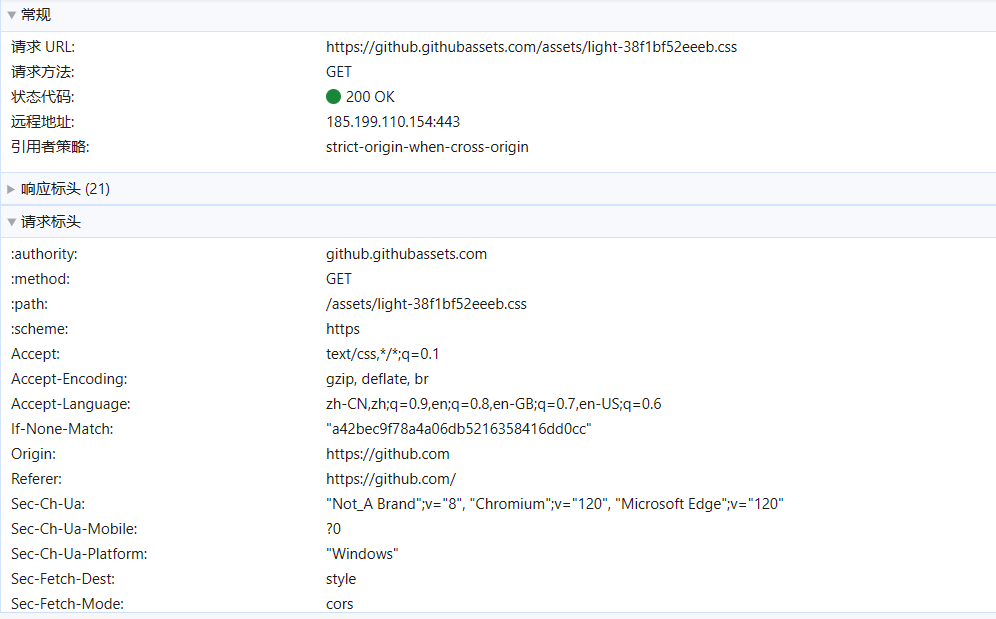 常规
请求 URL: https://github.githubassets.com/assets/light-38f1bf52eeeb.css
请求方法: GET
状态代码: 200 OK
远程地址: 185.199.110.154:443
引用者策略: strict-origin-when-cross-origin
响应标头 (21)
请求标头
:authority: github.githubassets.com
:method: GET
:path: /assets/light-38f1bf52eeeb.css
:scheme: https
Accept: text/css,*/*;q=0.1
Accept-Encoding: gzip, deflate, br
Accept-Language: zh-CN,zh;q=0.9,en;q=0.8,en-GB;q=0.7,en-US;q=0.6
If-None-Match: "a42bec9f78a4a06db5216358416dd0cc"
Origin: https://github.com
Referer: https://github.com/
Sec-Ch-Ua: "Not_A Brand";v="8", "Chromium";v="120", "Microsoft Edge";v="120"
Sec-Ch-Ua-Mobile: ?0
Sec-Ch-Ua-Platform: "Windows"
Sec-Fetch-Dest: style
Sec-Fetch-Mode: cors